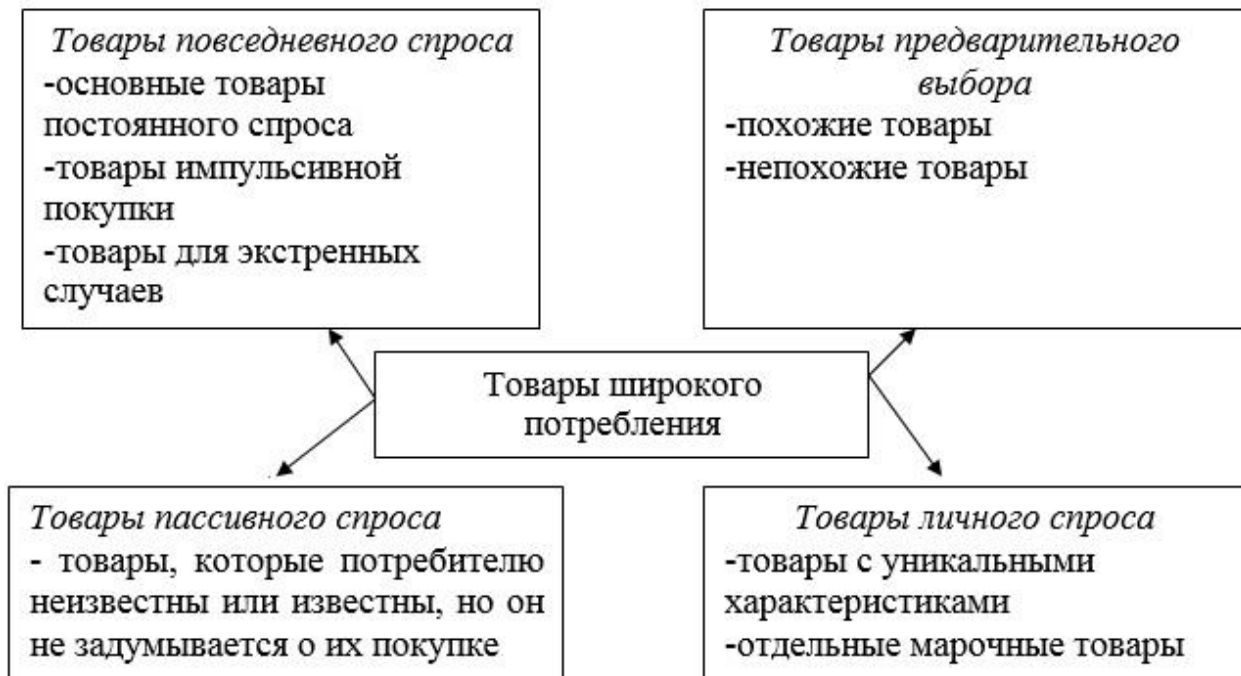 Товары повседневного спроса
-основные товары
постоянного спроса
-товары импульсивной
покупки
-товары для экстренных
случаев
Товары предварительного
выбора
-похожие товары
-непохожие товары
Товары широкого
потребления
Товары пассивного спроса
- товары, которые потребителю
неизвестны или известны, но он
не задумывается о их покупке
Товары личного спроса
-товары с уникальными
характеристиками
-отдельные марочные товары